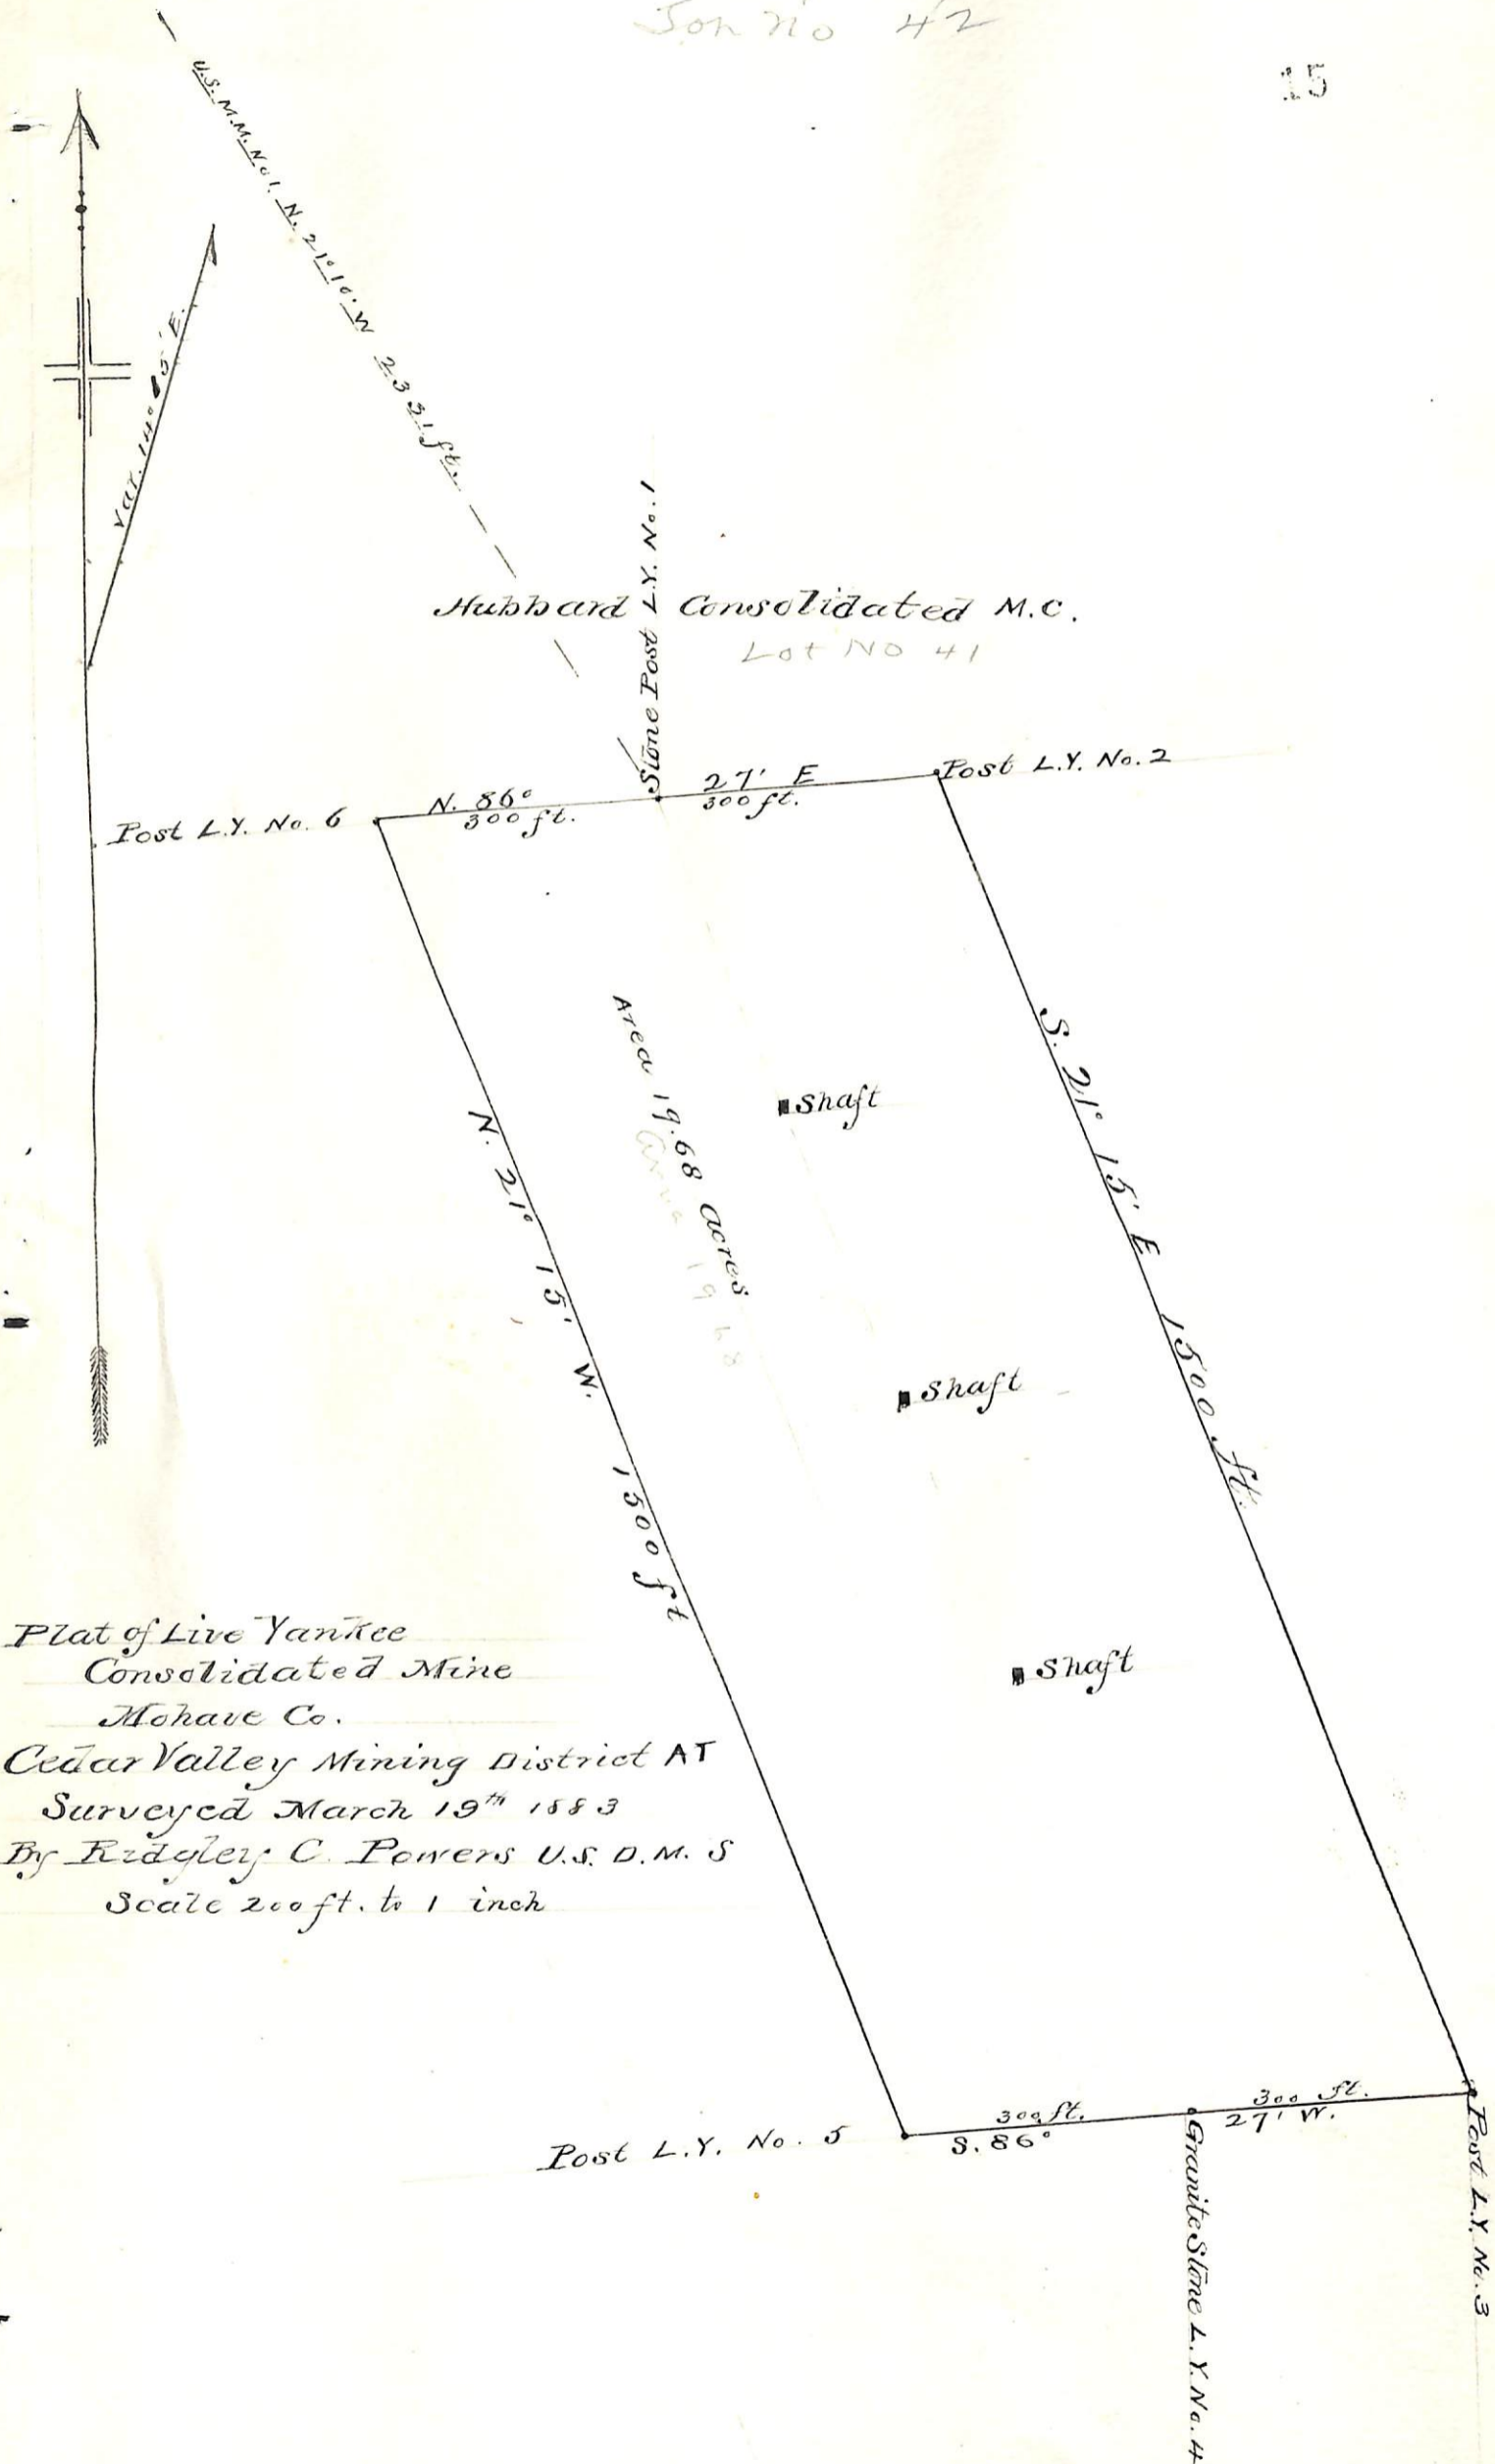 No 42
15
U.S.M.M. No 1. N. 21° 10' W 2331 ft.
Var. 14° 15' E.
Stone Post L.Y. No. 1
Hubbard Consolidated M.C.
Lot No 41
Post L.Y. No. 6
N. 86° 27' E
300 ft. 300 ft.
Post L.Y. No. 2
Area 19.68 acres
19 68
Shaft
S. 21° 15' E 1500 ft.
N. 21° 15' W. 1500 ft
Shaft
Shaft
Plat of Live Yankee
Consolidated Mine
Mohave Co.
Cedar Valley Mining District AT
Surveyed March 19th 1883
By Ridgley C. Powers U.S. D.M. S
Scale 200 ft. to 1 inch
Post L.Y. No. 5
300 ft. 300 ft.
S. 86° 27' W.
Granite Stone L.Y. No. 4
Post L.Y. No. 3